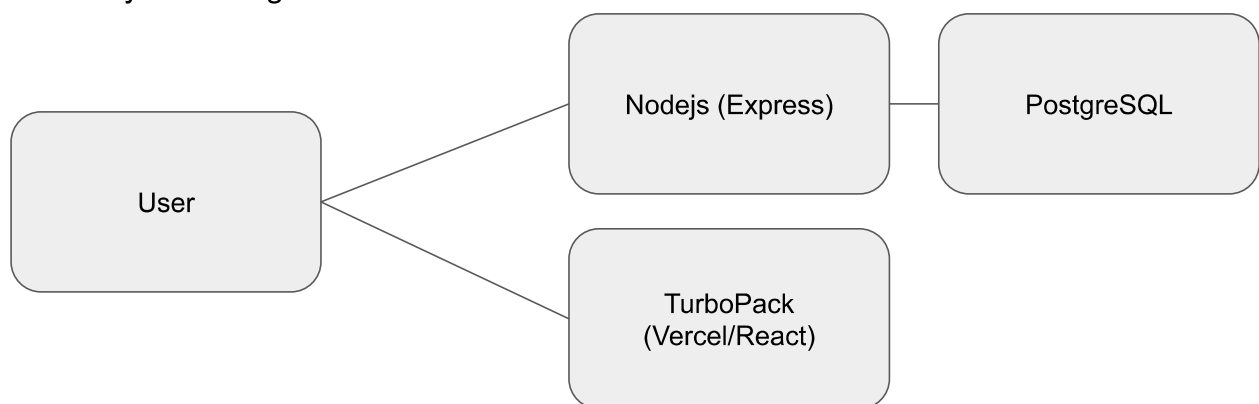 User
Nodejs (Express)
PostgreSQL
TurboPack
(Vercel/React)